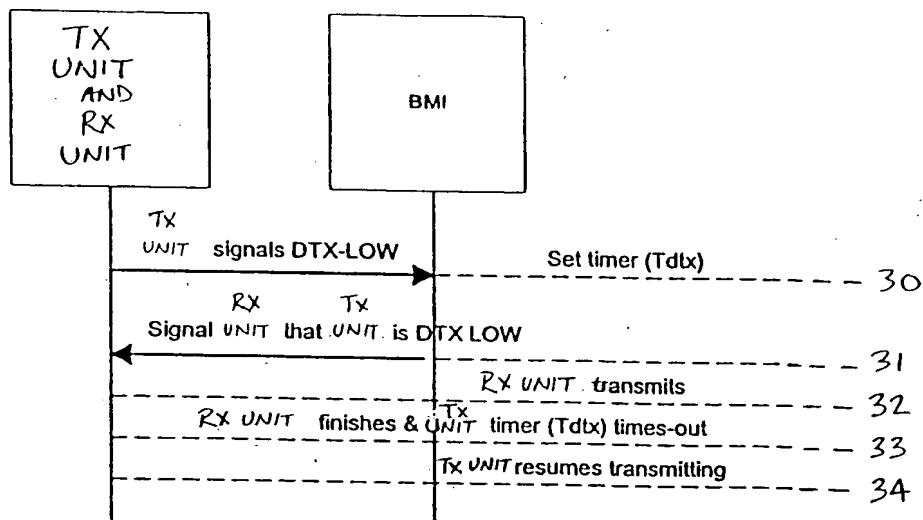 TX
UNIT
AND
RX
UNIT
BMI
TX
UNIT signals DTX-LOW
Set timer (Tdtx)
30
RX TX
Signal UNIT that UNIT is DTX LOW
31
RX UNIT transmits
32
RX UNIT finishes & TX UNIT timer (Tdtx) times-out
33
TX UNIT resumes transmitting
34